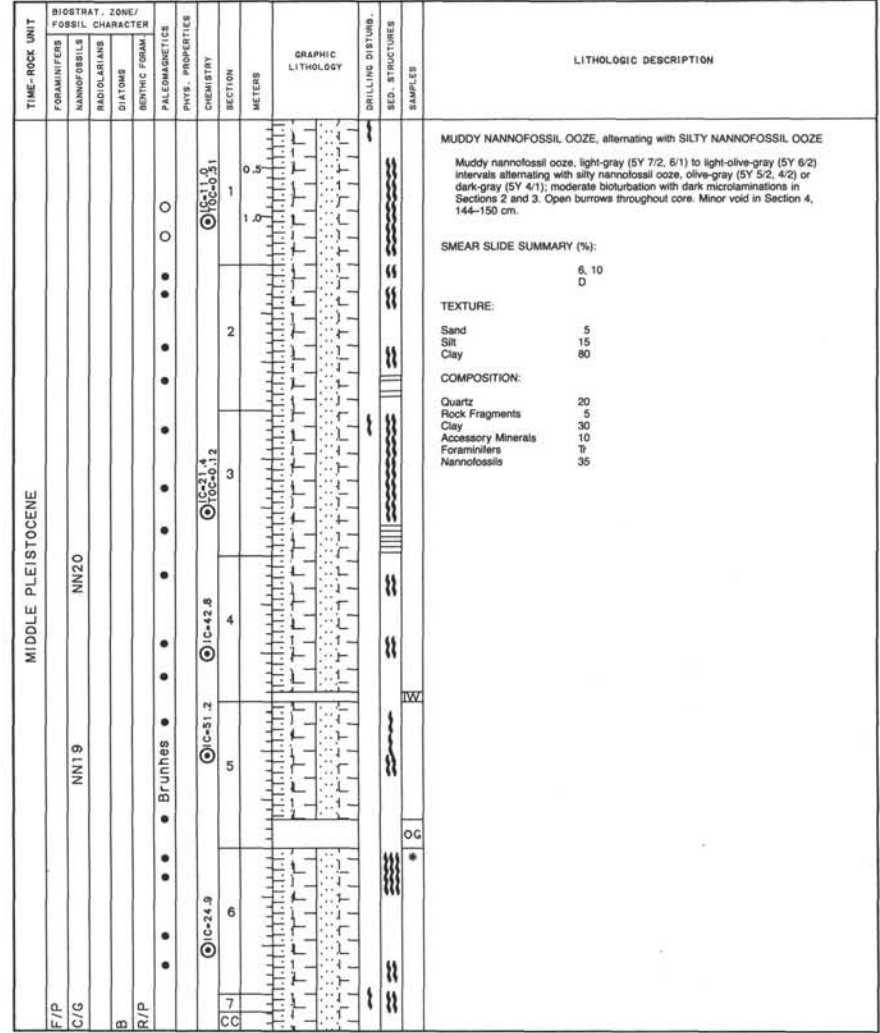 TIME-ROCK UNIT
BIOSTRAT. ZONE/
FOSSIL CHARACTER
FORAMINIFERS
NANNOFOSSILS
RADIOLARIANS
DIATOMS
BENTHIC FORAM.
PALEOMAGNETICS
PHYS. PROPERTIES
CHEMISTRY
SECTION
METERS
GRAPHIC
LITHOLOGY
DRILLING DISTURB.
SED. STRUCTURES
SAMPLES
LITHOLOGIC DESCRIPTION
MIDDLE PLEISTOCENE
F/P
NN20
NN19
C/G
B
R/P
Brunhes
IC=11.0
TOC=0.51
IC=21.4
TOC=0.12
IC=42.8
IC=51.2
IC=24.9
1
2
3
4
5
6
7
CC
0.5
1.0
IW
OG
*
MUDDY NANNOFOSSIL OOZE, alternating with SILTY NANNOFOSSIL OOZE
Muddy nannofossil ooze, light-gray (5Y 7/2, 6/1) to light-olive-gray (5Y 6/2)
intervals alternating with silty nannofossil ooze, olive-gray (5Y 5/2, 4/2) or
dark-gray (5Y 4/1); moderate bioturbation with dark microlaminations in
Sections 2 and 3. Open burrows throughout core. Minor void in Section 4,
144–150 cm.
SMEAR SLIDE SUMMARY (%):
6, 10
D
TEXTURE:
Sand 5
Silt 15
Clay 80
COMPOSITION:
Quartz 20
Rock Fragments 5
Clay 30
Accessory Minerals 10
Foraminifers Tr
Nannofossils 35